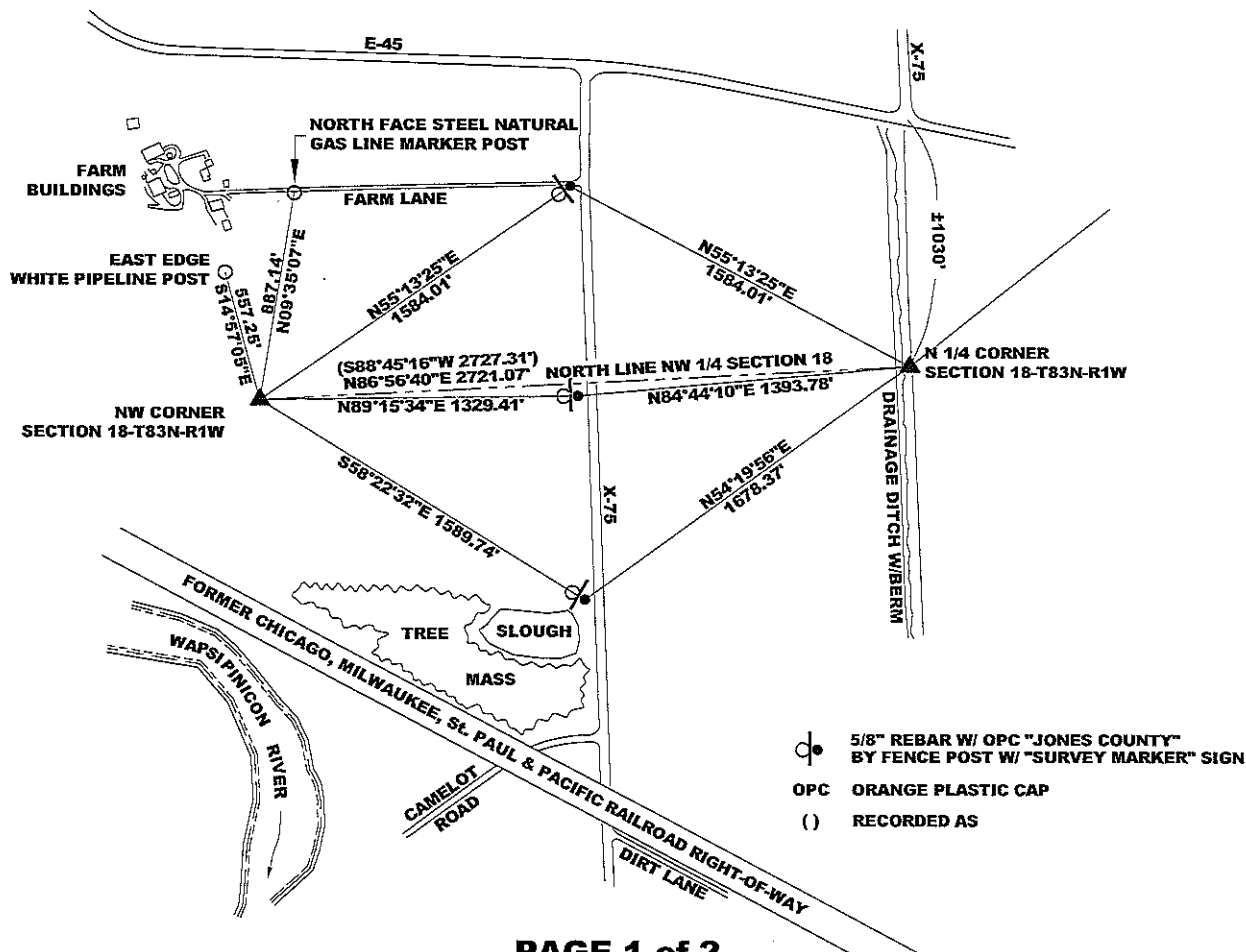 E-45
X-75
NORTH FACE STEEL NATURAL
GAS LINE MARKER POST
FARM
BUILDINGS
FARM LANE
±1030'
EAST EDGE
WHITE PIPELINE POST
557.25'
S14°57'05"E
887.14'
N09°35'07"E
N55°13'25"E
1584.01'
N55°13'25"E
1584.01'
(S88°45'16"W 2727.31')
N86°56'40"E 2721.07'
NORTH LINE NW 1/4 SECTION 18
N 1/4 CORNER
SECTION 18-T83N-R1W
N89°15'34"E 1329.41'
N84°44'10"E 1393.78'
NW CORNER
SECTION 18-T83N-R1W
S58°22'32"E 1589.74'
X-75
N54°19'56"E
1678.37'
DRAINAGE DITCH W/BERM
FORMER CHICAGO, MILWAUKEE, St. PAUL & PACIFIC RAILROAD RIGHT-OF-WAY
TREE
MASS
SLOUGH
WAPSIPINICON
RIVER
CAMELOT
ROAD
DIRT LANE
5/8" REBAR W/ OPC "JONES COUNTY"
BY FENCE POST W/ "SURVEY MARKER" SIGN
OPC ORANGE PLASTIC CAP
( ) RECORDED AS
PAGE 1 of 2